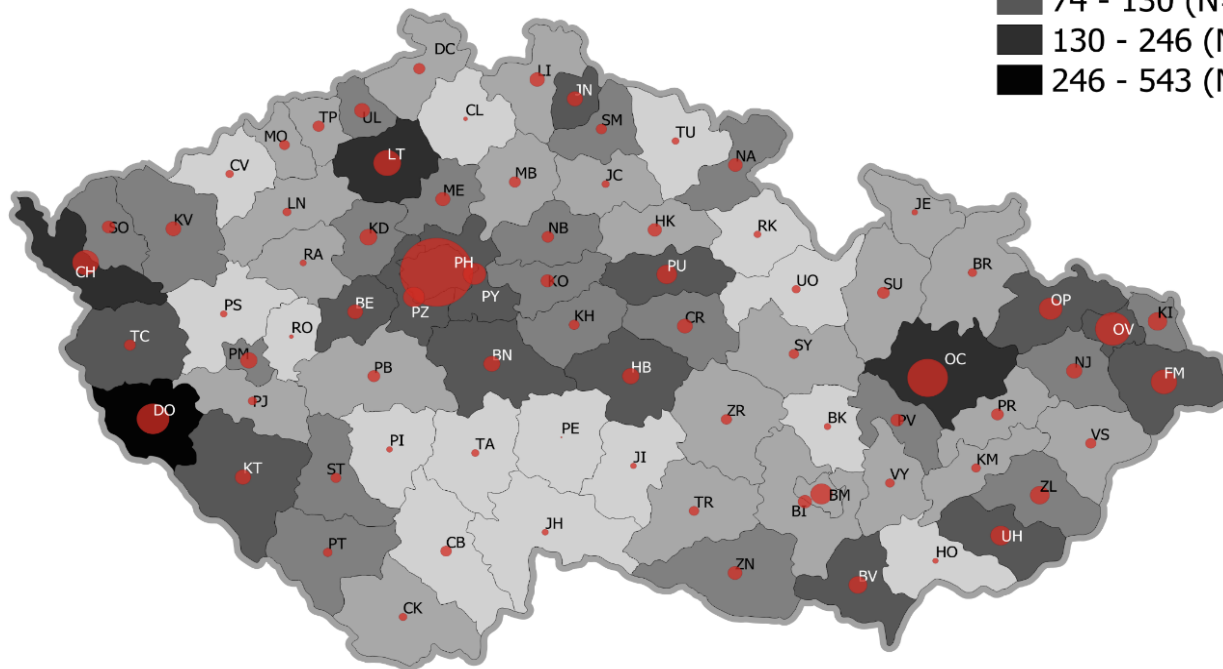 74 - 130 (N=
130 - 246 (N
246 - 543 (N
DC
LI
JN
CL
SM
TU
UL
TP
MO
LT
NA
CV
MB
JC
ME
LN
JE
SO
KV
KD
NB
HK
RK
CH
RA
PH
PU
BR
PS
BE
PZ
PY
KO
UO
SU
OP
KI
TC
RO
KH
CR
OV
PM
PB
BN
HB
SY
OC
NJ
FM
DO
PJ
ZR
BK
PV
PR
KT
ST
PI
TA
PE
JI
VS
KM
VY
ZL
TR
BI
BM
PT
CB
JH
ZN
BV
UH
HO
CK